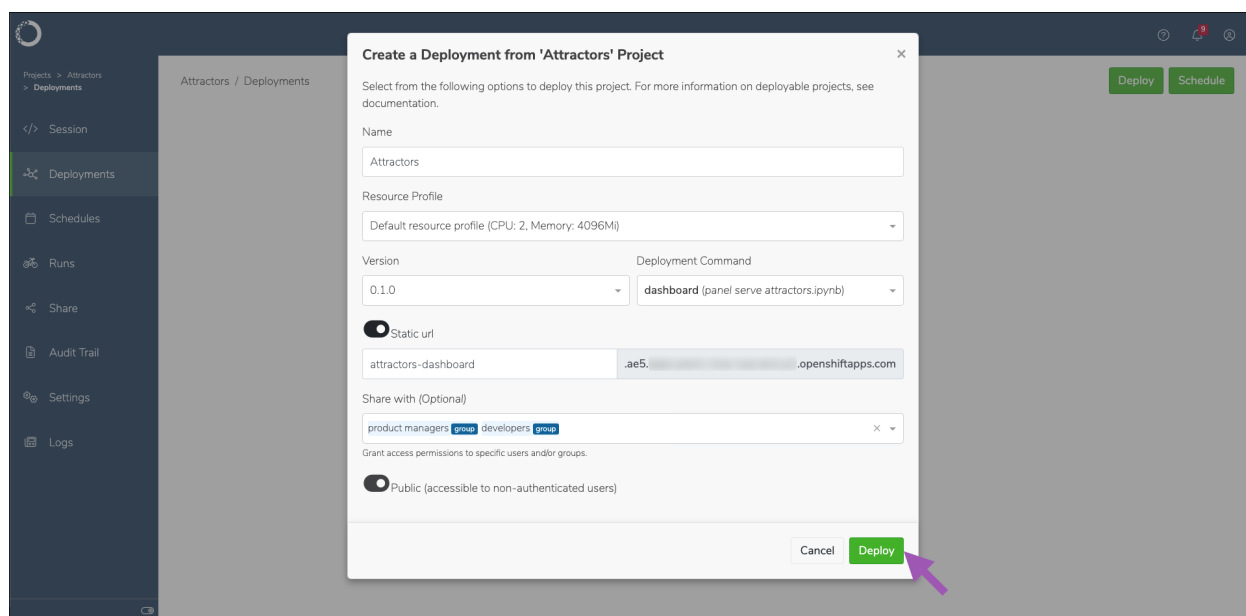 9
Projects > Attractors
> Deployments
Attractors / Deployments
Deploy
Schedule
</> Session
Deployments
Schedules
Runs
Share
Audit Trail
Settings
Logs
Create a Deployment from 'Attractors' Project
×
Select from the following options to deploy this project. For more information on deployable projects, see
documentation.
Name
Attractors
Resource Profile
Default resource profile (CPU: 2, Memory: 4096Mi)
Version
Deployment Command
0.1.0
dashboard (panel serve attractors.ipynb)
Static url
attractors-dashboard
.ae5.
.openshiftapps.com
Share with (Optional)
product managers group developers group
Grant access permissions to specific users and/or groups.
Public (accessible to non-authenticated users)
Cancel
Deploy